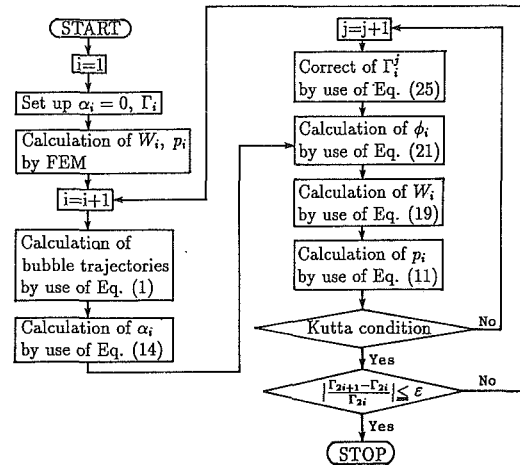 START
i=1
Set up αᵢ = 0, Γᵢ
Calculation of Wᵢ, pᵢ
by FEM
i=i+1
Calculation of
bubble trajectories
by use of Eq. (1)
Calculation of αᵢ
by use of Eq. (14)
j=j+1
Correct of Γᵢʲ
by use of Eq. (25)
Calculation of ϕᵢ
by use of Eq. (21)
Calculation of Wᵢ
by use of Eq. (19)
Calculation of pᵢ
by use of Eq. (11)
Kutta condition
No
Yes
|(Γ₂ᵢ₊₁−Γ₂ᵢ)/Γ₂ᵢ| ≦ ε
No
Yes
STOP